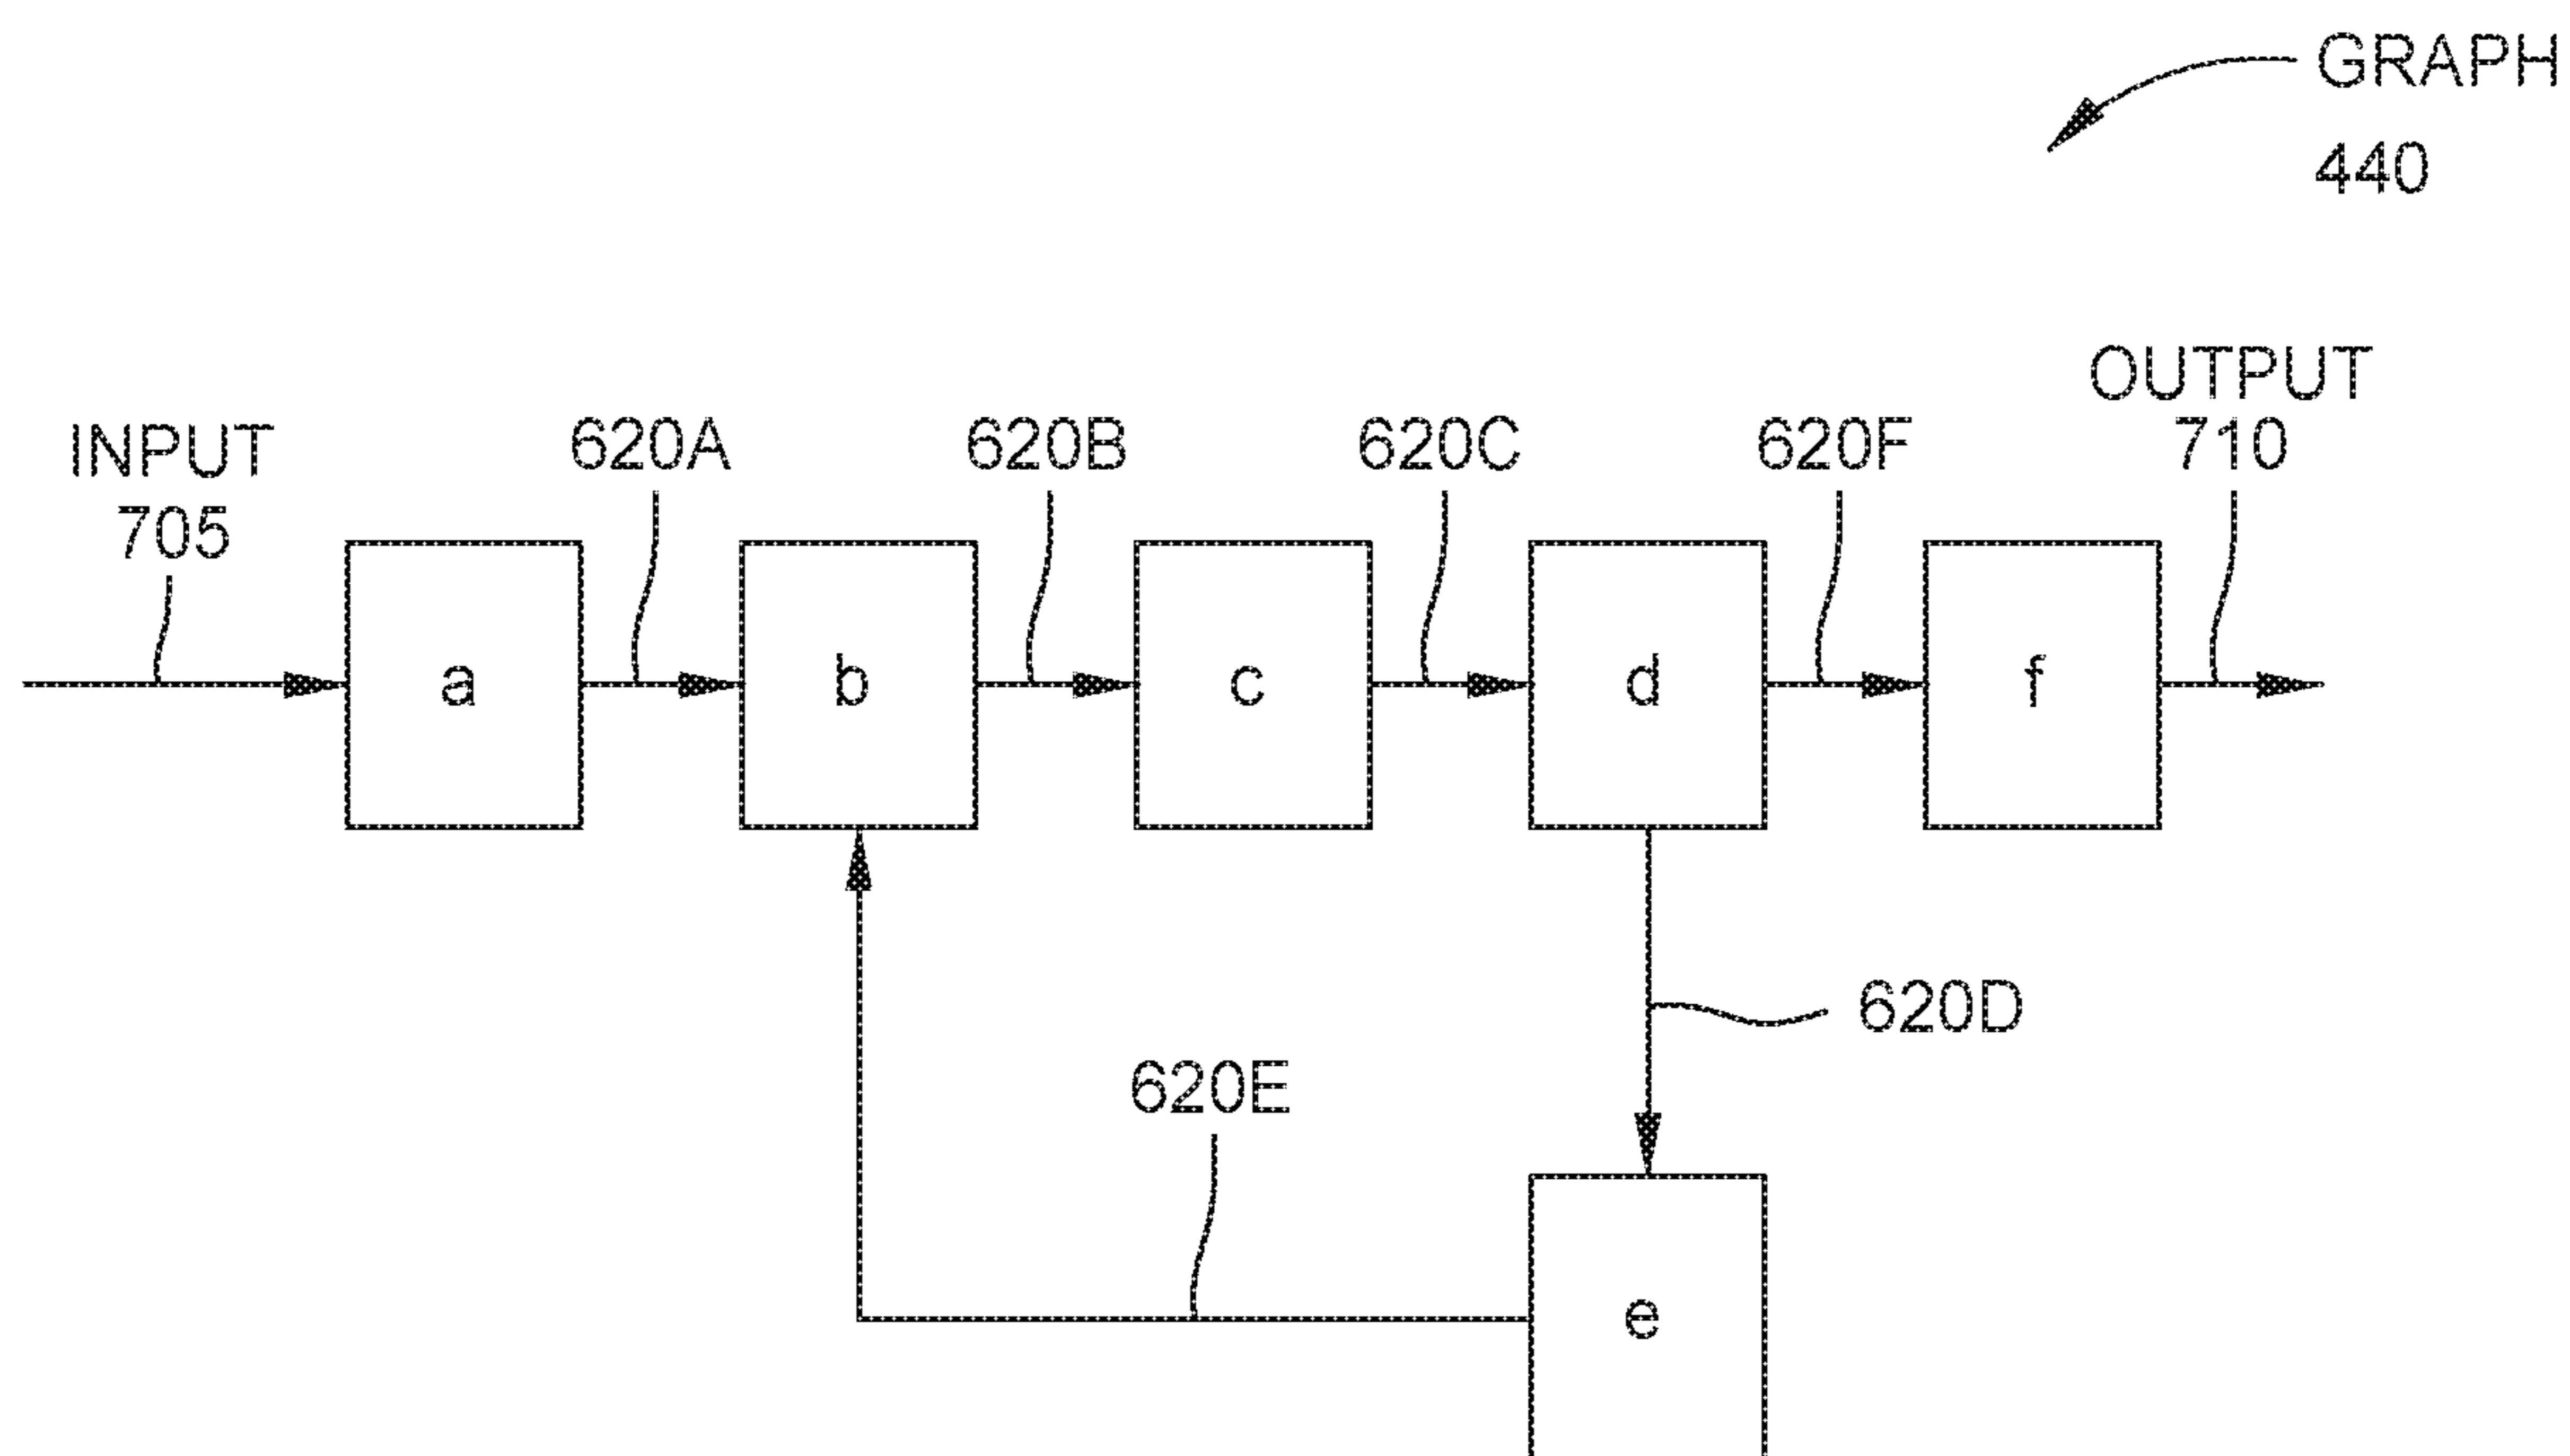 GRAPH
440
OUTPUT
710
INPUT
705
620A
620B
620C
620F
a
b
c
d
f
620D
620E
e